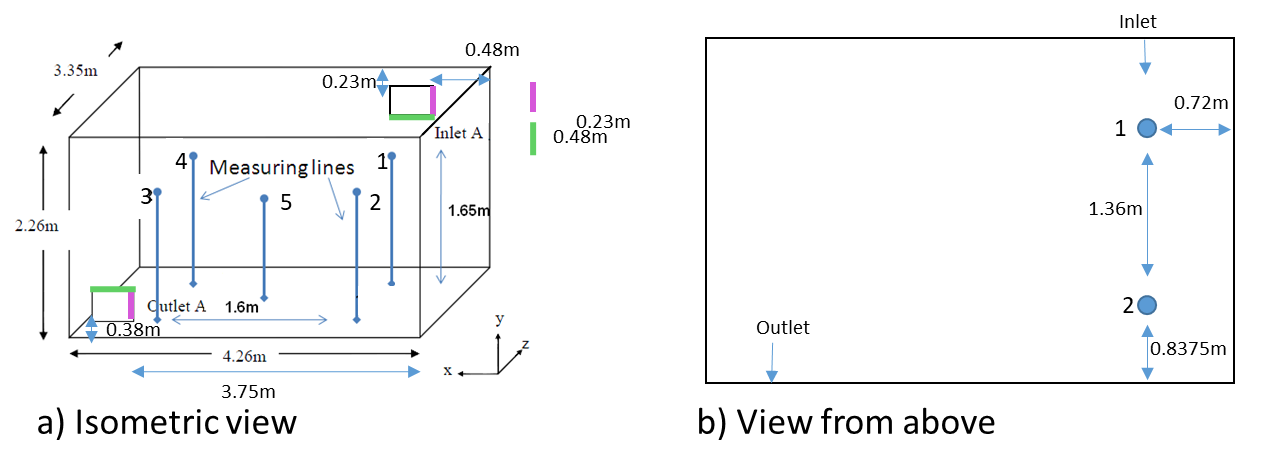 0.48m
3.35m
0.23m
0.23m
0.48m
Inlet A
4
Measuring lines
1
3
5
2
1.65m
2.26m
Outlet A
1.6m
0.38m
y
z
x
4.26m
3.75m
a) Isometric view
Inlet
0.72m
1
1.36m
2
Outlet
0.8375m
b) View from above